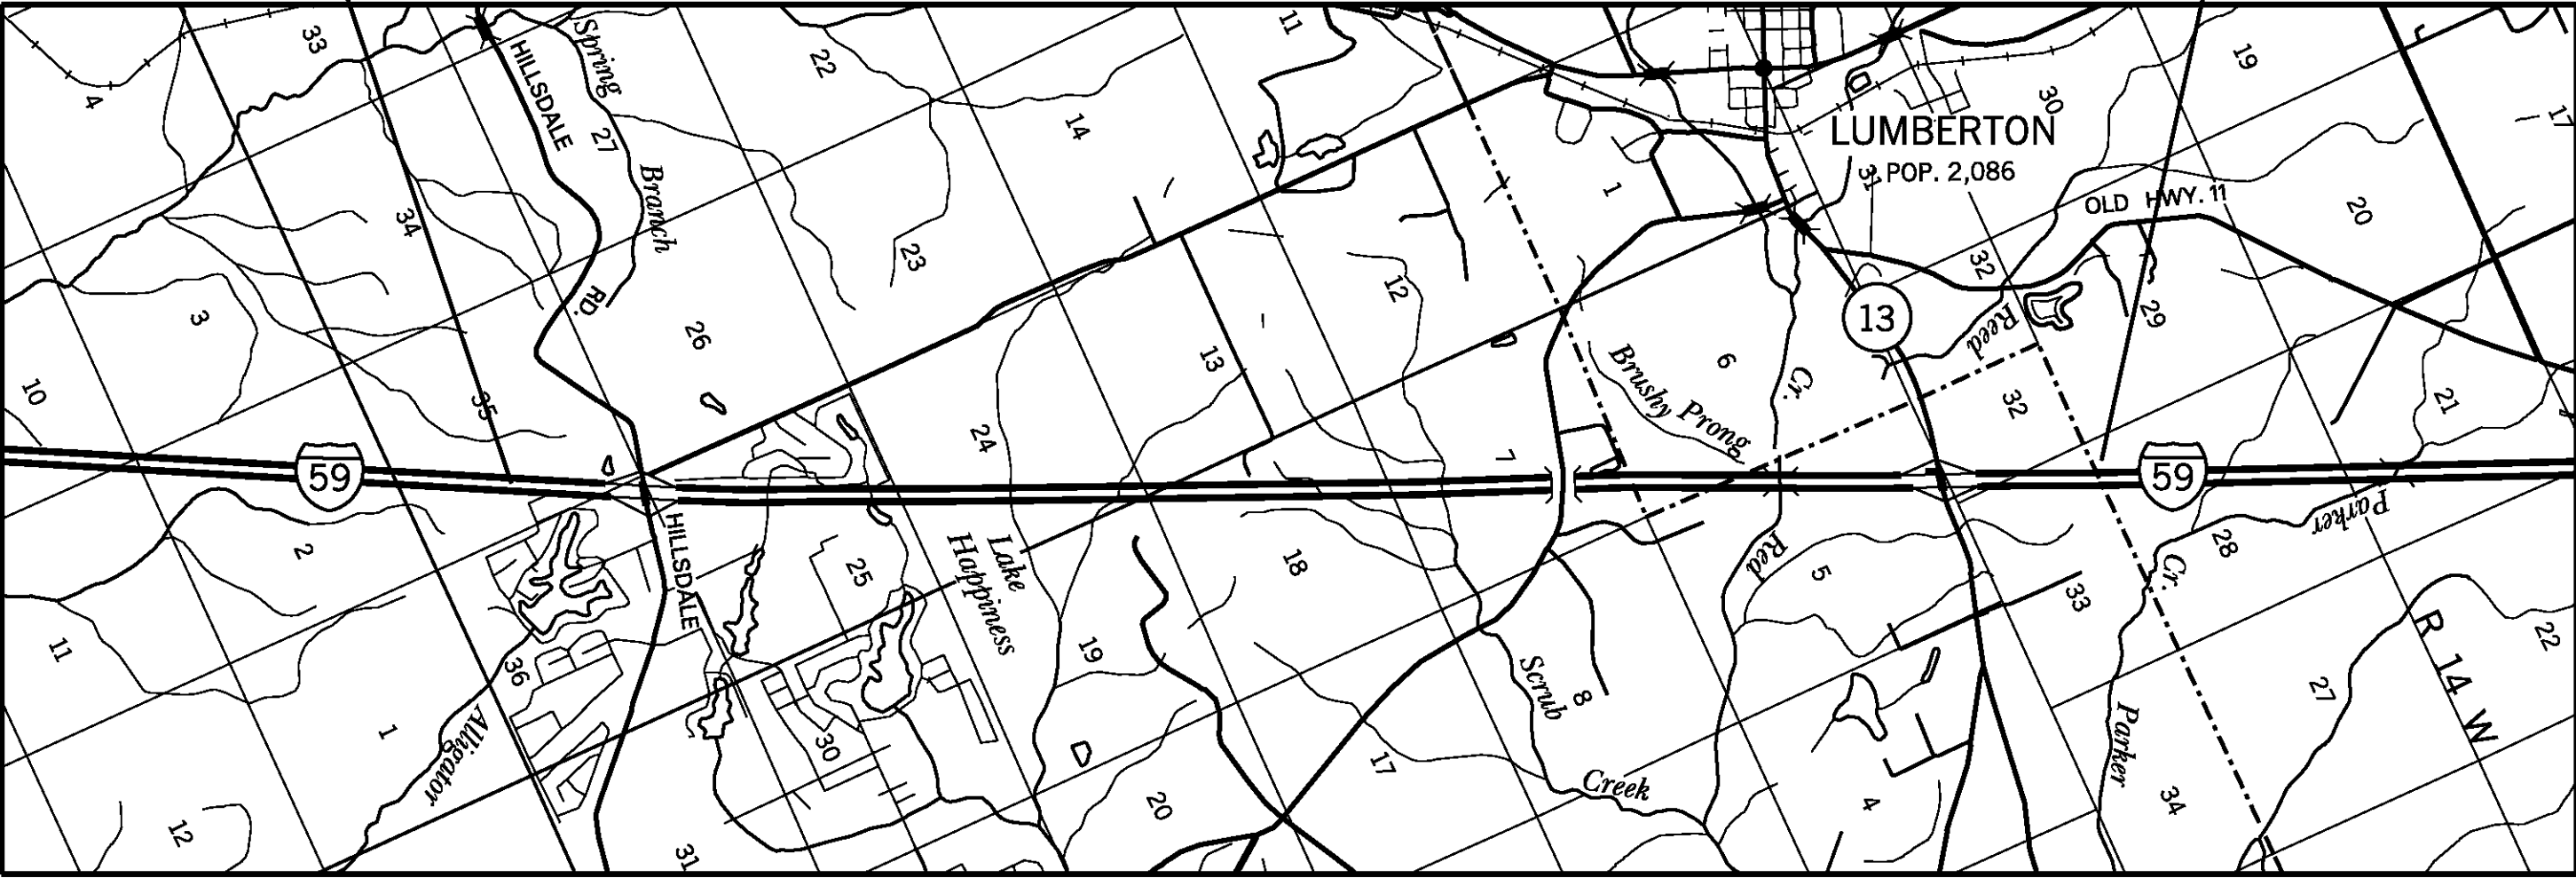 33
Spring
22
11
19
4
HILLSDALE
27
14
30
17
LUMBERTON
POP. 2,086
31
1
34
Branch
OLD HWY. 11
20
23
32
12
RD.
3
26
13
13
Reed
29
6
Cr.
Brushy Prong
10
35
24
32
21
59
7
59
Parker
2
HILLSDALE
25
Lake
Happiness
18
Red
5
28
Cr.
33
11
36
19
R 14 W
22
Scrub
8
27
1
Alligator
30
17
Creek
Parker
12
20
4
34
31